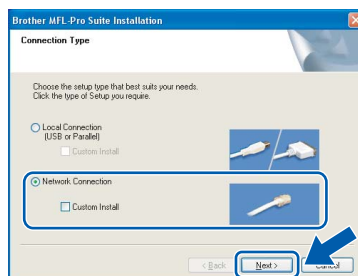 Brother MFL-Pro Suite Installation
Connection Type
Choose the setup type that best suits your needs.
Click the type of Setup you require.
Local Connection
(USB or Parallel)
Custom Install
Network Connection
Custom Install
< Back
Next >
Cancel